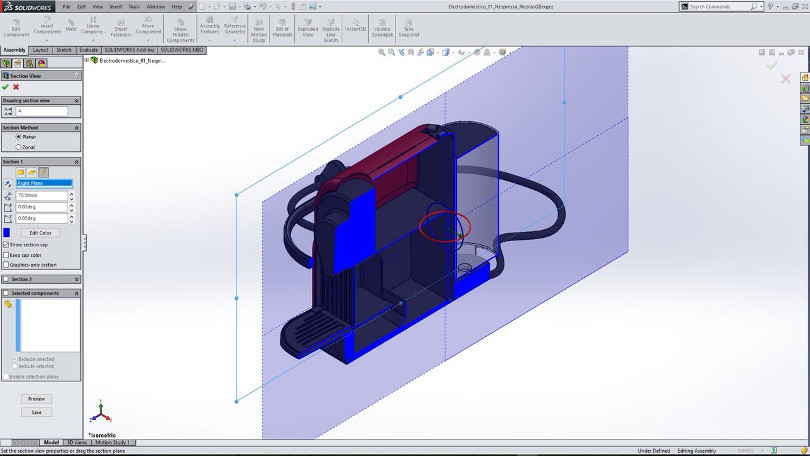 SOLIDWORKS File Edit View Insert Tools Window Help
Electrodomestico_01_Nespresso_NicolasGBergez
Search Commands
Edit Component
Insert Components
Mate
Linear Component...
Smart Fasteners
Move Component
Show Hidden Components
Assembly Features
Reference Geometry
New Motion Study
Bill of Materials
Exploded View
Explode Line Sketch
Instant3D
Update Speedpak
Take Snapshot
Assembly Layout Sketch Evaluate SOLIDWORKS Add-Ins SOLIDWORKS MBD
Section View ?
Electrodomestico_01_Nespr...
Drawing section view
A
Section Method
Planar
Zonal
Section 1
Right Plane
70.00mm
0.00deg
0.00deg
Edit Color
Show section cap
Keep cap color
Graphics-only section
Section 2
Selected components
Exclude selected
Include selected
Enable selection plane
Preview
Save
*Isometric
Model 3D Views Motion Study 1
Set the section view properties or drag the section plane
Under Defined Editing Assembly